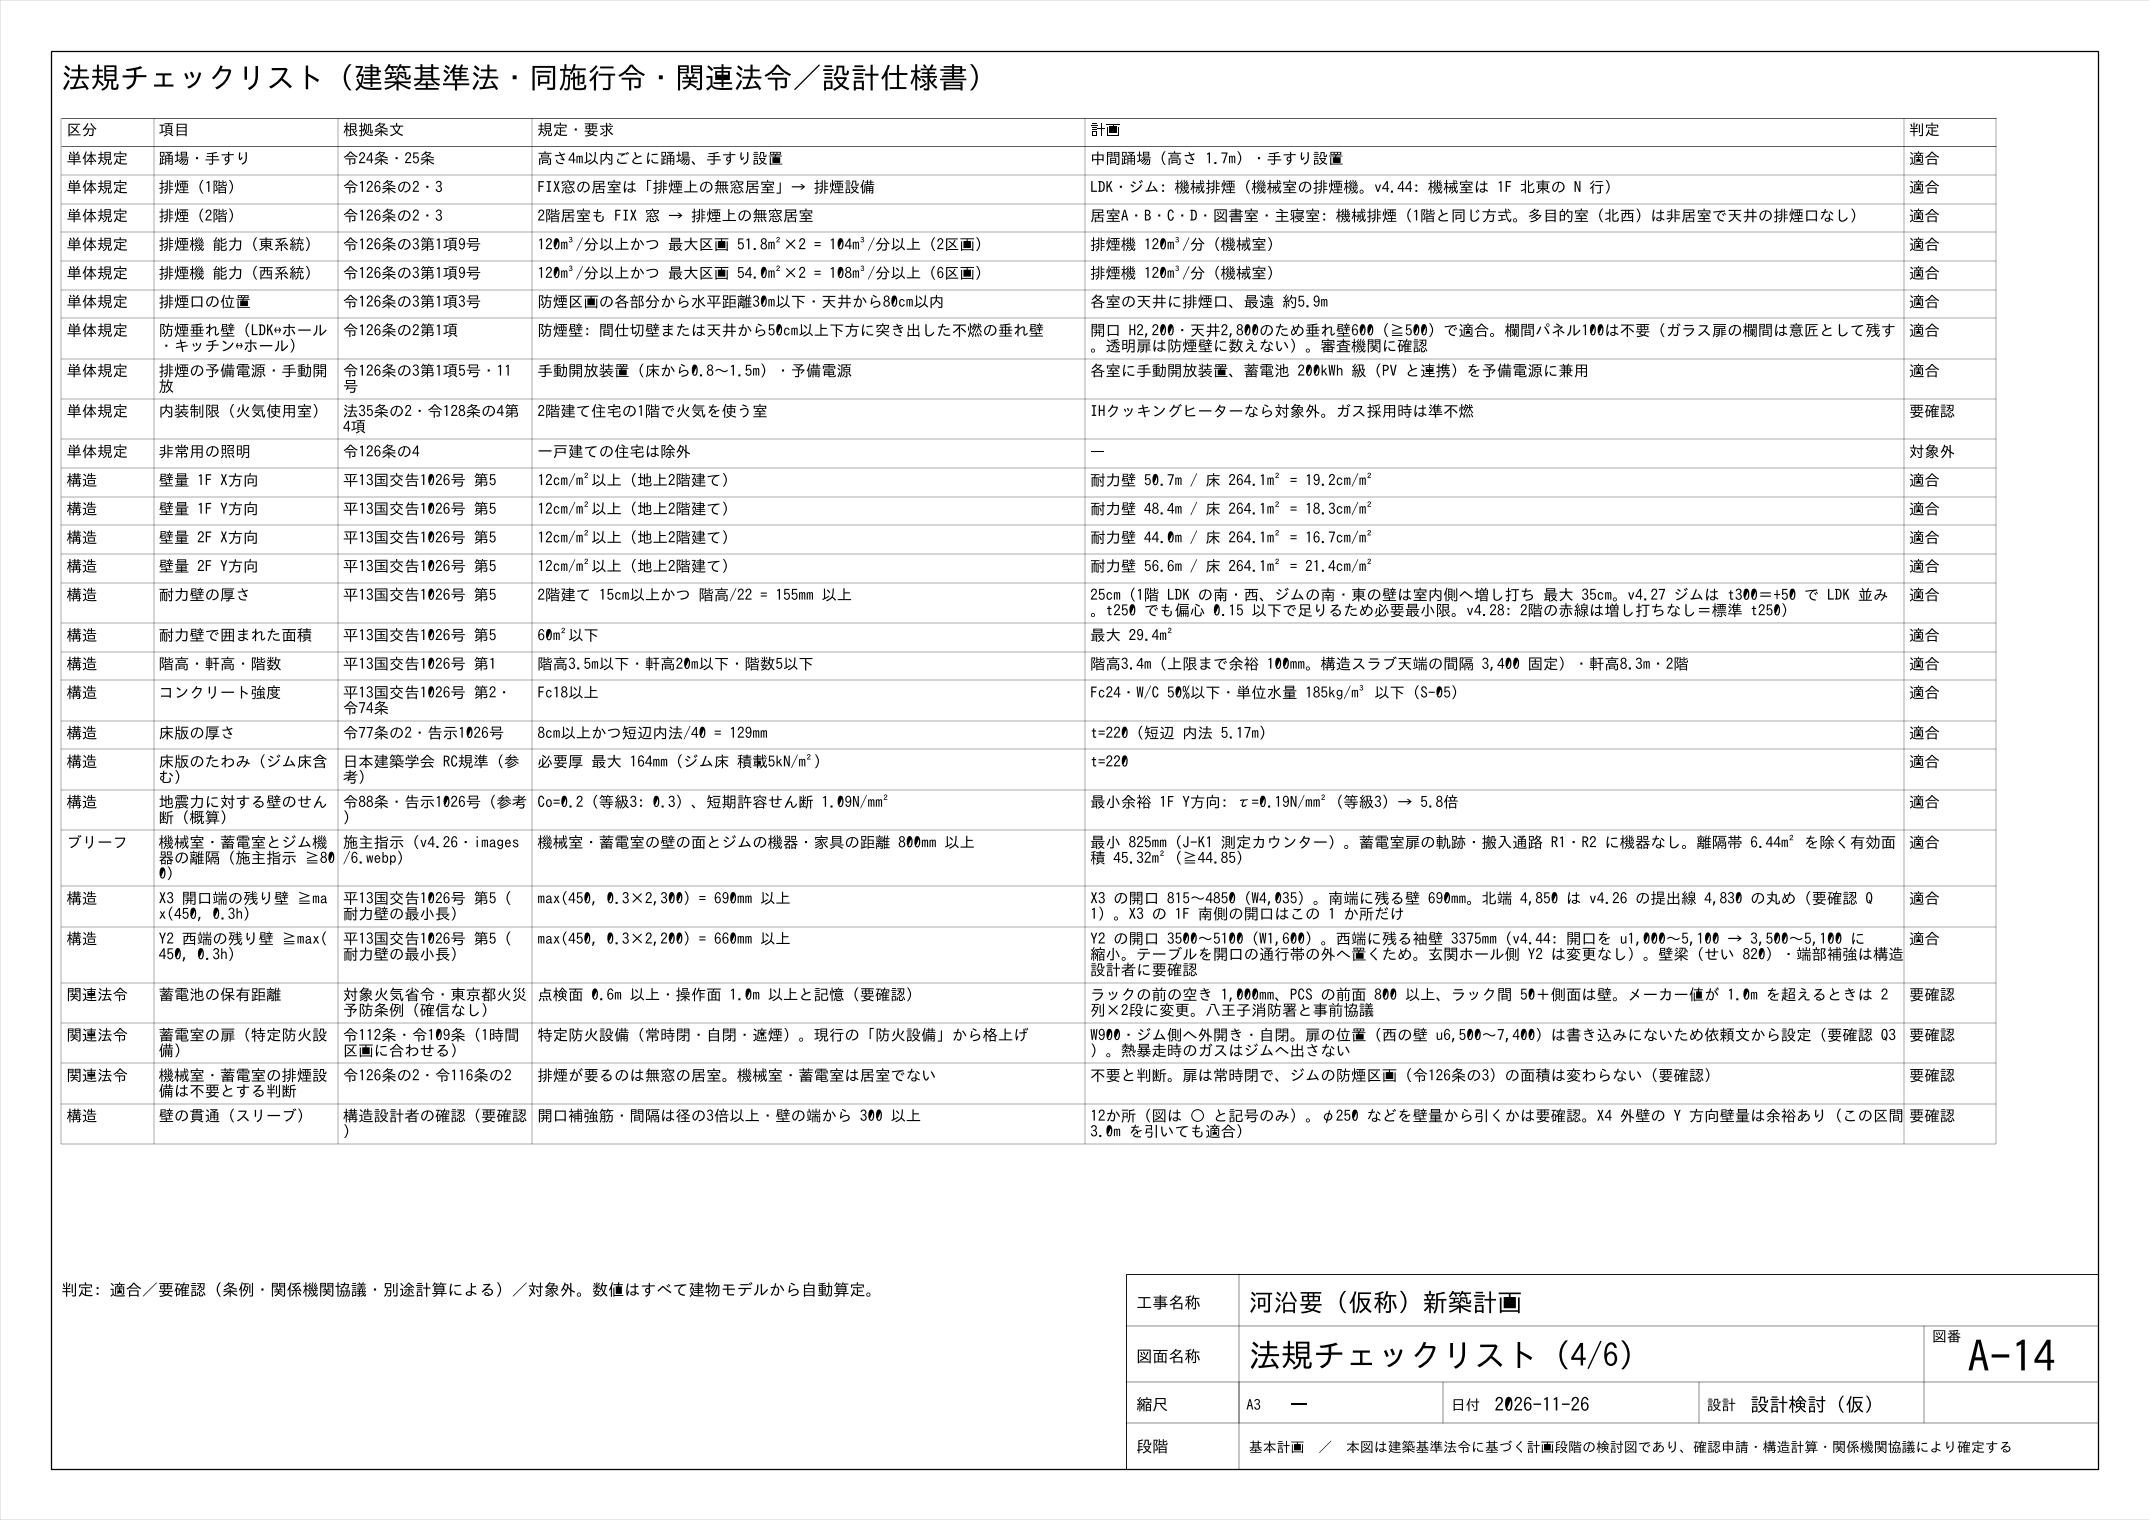 法規チェックリスト（建築基準法・同施行令・関連法令／設計仕様書）
区分 項目 根拠条文 規定・要求 計画 判定
単体規定 踊場・手すり 令24条・25条 高さ4m以内ごとに踊場、手すり設置 中間踊場（高さ 1.7m）・手すり設置 適合
単体規定 排煙（1階） 令126条の2・3 FIX窓の居室は「排煙上の無窓居室」→ 排煙設備 LDK・ジム: 機械排煙（機械室の排煙機。v4.44: 機械室は 1F 北東の N 行） 適合
単体規定 排煙（2階） 令126条の2・3 2階居室も FIX 窓 → 排煙上の無窓居室 居室A・B・C・D・図書室・主寝室: 機械排煙（1階と同じ方式。多目的室（北西）は非居室で天井の排煙口なし） 適合
単体規定 排煙機 能力（東系統） 令126条の3第1項9号 120m³/分以上かつ 最大区画 51.8m²×2 = 104m³/分以上（2区画） 排煙機 120m³/分（機械室） 適合
単体規定 排煙機 能力（西系統） 令126条の3第1項9号 120m³/分以上かつ 最大区画 54.0m²×2 = 108m³/分以上（6区画） 排煙機 120m³/分（機械室） 適合
単体規定 排煙口の位置 令126条の3第1項3号 防煙区画の各部分から水平距離30m以下・天井から80cm以内 各室の天井に排煙口、最遠 約5.9m 適合
単体規定 防煙垂れ壁（LDK⇔ホール 令126条の2第1項 防煙壁: 間仕切壁または天井から50cm以上下方に突き出した不燃の垂れ壁 開口 H2,200・天井2,800のため垂れ壁600（≧500）で適合。欄間パネル100は不要（ガラス扉の欄間は意匠として残す 適合
・キッチン⇔ホール） 。透明扉は防煙壁に数えない）。審査機関に確認
単体規定 排煙の予備電源・手動開 令126条の3第1項5号・11 手動開放装置（床から0.8〜1.5m）・予備電源 各室に手動開放装置、蓄電池 200kWh 級（PV と連携）を予備電源に兼用 適合
放 号
単体規定 内装制限（火気使用室） 法35条の2・令128条の4第 2階建て住宅の1階で火気を使う室 IHクッキングヒーターなら対象外。ガス採用時は準不燃 要確認
4項
単体規定 非常用の照明 令126条の4 一戸建ての住宅は除外 — 対象外
構造 壁量 1F X方向 平13国交告1026号 第5 12cm/m²以上（地上2階建て） 耐力壁 50.7m / 床 264.1m² = 19.2cm/m² 適合
構造 壁量 1F Y方向 平13国交告1026号 第5 12cm/m²以上（地上2階建て） 耐力壁 48.4m / 床 264.1m² = 18.3cm/m² 適合
構造 壁量 2F X方向 平13国交告1026号 第5 12cm/m²以上（地上2階建て） 耐力壁 44.0m / 床 264.1m² = 16.7cm/m² 適合
構造 壁量 2F Y方向 平13国交告1026号 第5 12cm/m²以上（地上2階建て） 耐力壁 56.6m / 床 264.1m² = 21.4cm/m² 適合
構造 耐力壁の厚さ 平13国交告1026号 第5 2階建て 15cm以上かつ 階高/22 = 155mm 以上 25cm（1階 LDK の南・西、ジムの南・東の壁は室内側へ増し打ち 最大 35cm。v4.27 ジムは t300＝+50 で LDK 並み 適合
。t250 でも偏心 0.15 以下で足りるため必要最小限。v4.28: 2階の赤線は増し打ちなし＝標準 t250）
構造 耐力壁で囲まれた面積 平13国交告1026号 第5 60m²以下 最大 29.4m² 適合
構造 階高・軒高・階数 平13国交告1026号 第1 階高3.5m以下・軒高20m以下・階数5以下 階高3.4m（上限まで余裕 100mm。構造スラブ天端の間隔 3,400 固定）・軒高8.3m・2階 適合
構造 コンクリート強度 平13国交告1026号 第2・ Fc18以上 Fc24・W/C 50%以下・単位水量 185kg/m³ 以下（S-05） 適合
令74条
構造 床版の厚さ 令77条の2・告示1026号 8cm以上かつ短辺内法/40 = 129mm t=220（短辺 内法 5.17m） 適合
構造 床版のたわみ（ジム床含 日本建築学会 RC規準（参 必要厚 最大 164mm（ジム床 積載5kN/m²） t=220 適合
む） 考）
構造 地震力に対する壁のせん 令88条・告示1026号（参考 Co=0.2（等級3: 0.3）、短期許容せん断 1.09N/mm² 最小余裕 1F Y方向: τ=0.19N/mm²（等級3）→ 5.8倍 適合
断（概算） ）
ブリーフ 機械室・蓄電室とジム機 施主指示（v4.26・images 機械室・蓄電室の壁の面とジムの機器・家具の距離 800mm 以上 最小 825mm（J-K1 測定カウンター）。蓄電室扉の軌跡・搬入通路 R1・R2 に機器なし。離隔帯 6.44m² を除く有効面 適合
器の離隔（施主指示 ≧80 /6.webp） 積 45.32m²（≧44.85）
0）
構造 X3 開口端の残り壁 ≧ma 平13国交告1026号 第5（ max(450, 0.3×2,300) = 690mm 以上 X3 の開口 815〜4850（W4,035）。南端に残る壁 690mm。北端 4,850 は v4.26 の提出線 4,830 の丸め（要確認 Q 適合
x(450, 0.3h) 耐力壁の最小長） 1）。X3 の 1F 南側の開口はこの 1 か所だけ
構造 Y2 西端の残り壁 ≧max( 平13国交告1026号 第5（ max(450, 0.3×2,200) = 660mm 以上 Y2 の開口 3500〜5100（W1,600）。西端に残る袖壁 3375mm（v4.44: 開口を u1,000〜5,100 → 3,500〜5,100 に 適合
450, 0.3h) 耐力壁の最小長） 縮小。テーブルを開口の通行帯の外へ置くため。玄関ホール側 Y2 は変更なし）。壁梁（せい 820）・端部補強は構造
設計者に要確認
関連法令 蓄電池の保有距離 対象火気省令・東京都火災 点検面 0.6m 以上・操作面 1.0m 以上と記憶（要確認） ラックの前の空き 1,000mm、PCS の前面 800 以上、ラック間 50＋側面は壁。メーカー値が 1.0m を超えるときは 2 要確認
予防条例（確信なし） 列×2段に変更。八王子消防署と事前協議
関連法令 蓄電室の扉（特定防火設 令112条・令109条（1時間 特定防火設備（常時閉・自閉・遮煙）。現行の「防火設備」から格上げ W900・ジム側へ外開き・自閉。扉の位置（西の壁 u6,500〜7,400）は書き込みにないため依頼文から設定（要確認 Q3 要確認
備） 区画に合わせる） ）。熱暴走時のガスはジムへ出さない
関連法令 機械室・蓄電室の排煙設 令126条の2・令116条の2 排煙が要るのは無窓の居室。機械室・蓄電室は居室でない 不要と判断。扉は常時閉で、ジムの防煙区画（令126条の3）の面積は変わらない（要確認） 要確認
備は不要とする判断
構造 壁の貫通（スリーブ） 構造設計者の確認（要確認 開口補強筋・間隔は径の3倍以上・壁の端から 300 以上 12か所（図は ○ と記号のみ）。φ250 などを壁量から引くかは要確認。X4 外壁の Y 方向壁量は余裕あり（この区間 要確認
） 3.0m を引いても適合）
判定: 適合／要確認（条例・関係機関協議・別途計算による）／対象外。数値はすべて建物モデルから自動算定。
工事名称 河沿要（仮称）新築計画
図面名称 法規チェックリスト（4/6） 図番 A-14
縮尺 A3 — 日付 2026-11-26 設計 設計検討（仮）
段階 基本計画 ／ 本図は建築基準法令に基づく計画段階の検討図であり、確認申請・構造計算・関係機関協議により確定する